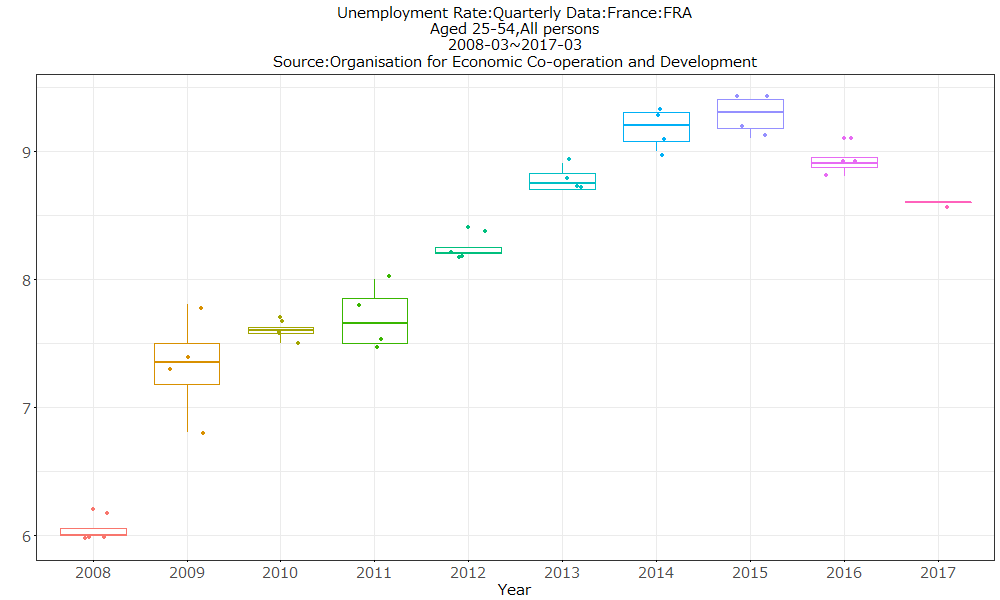 Unemployment Rate:Quarterly Data:France:FRA
Aged 25-54,All persons
2008-03~2017-03
Source:Organisation for Economic Co-operation and Development
9
8
7
6
2008 2009 2010 2011 2012 2013 2014 2015 2016 2017
Year